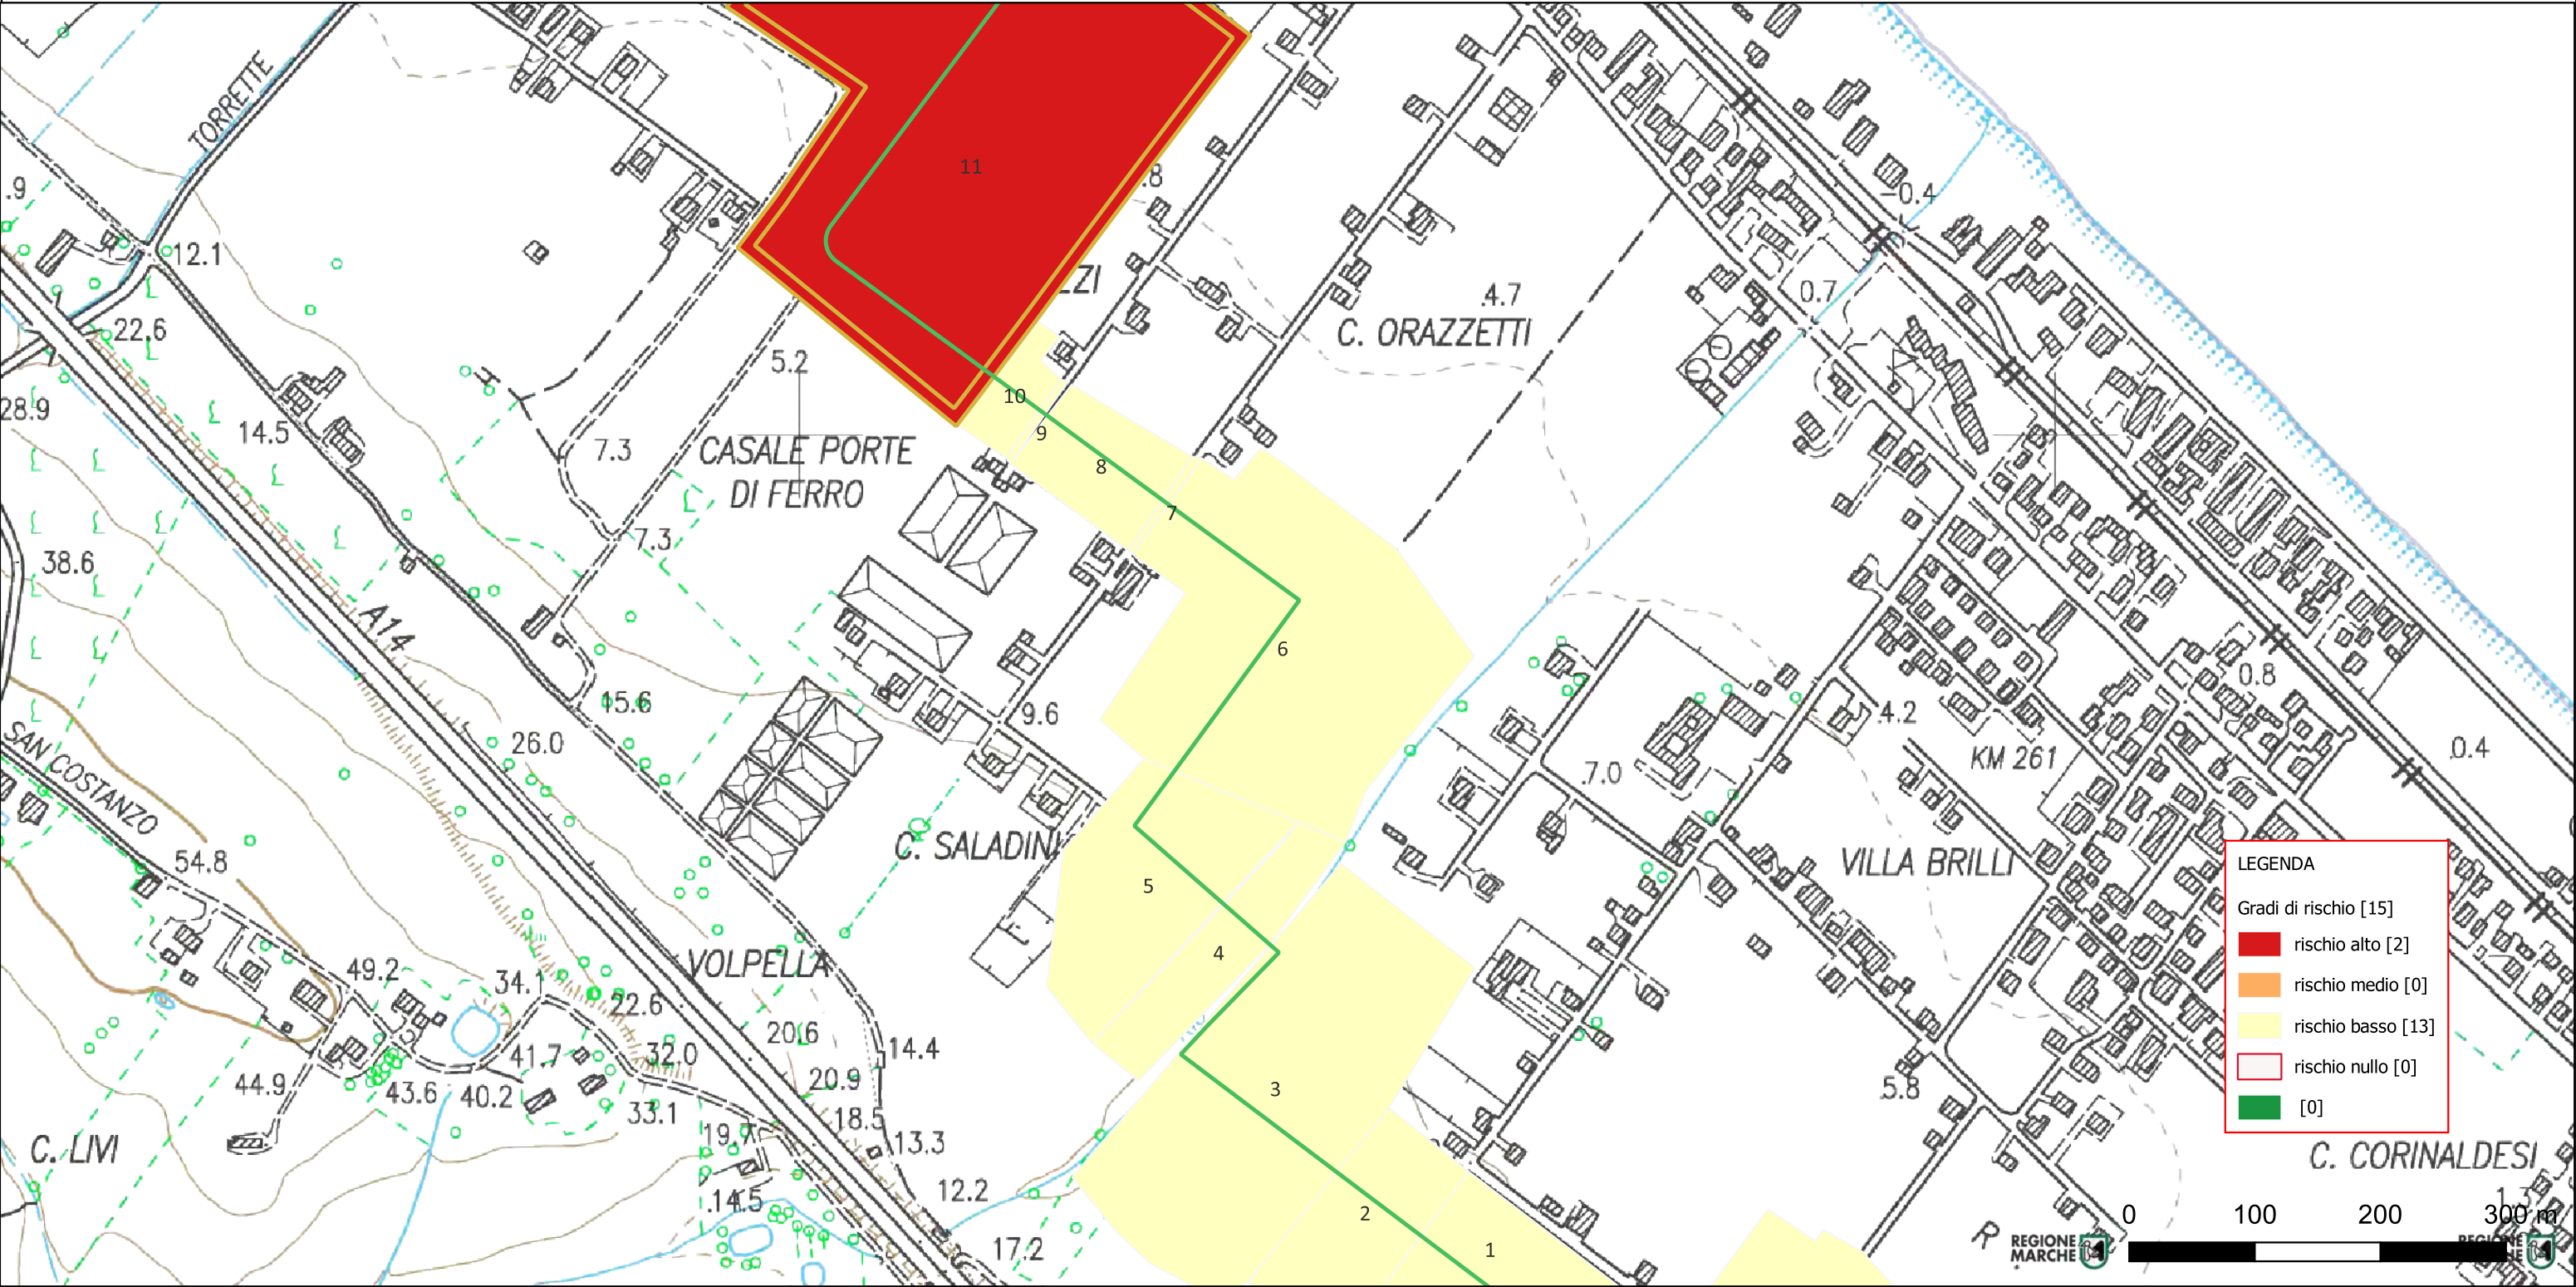 TORRETTE
.9
12.1
22.6
28.9
14.5
38.6
A14
SAN COSTANZO
54.8
49.2
34.1
22.6
41.7
32.0
44.9
43.6
40.2
33.1
C. LIVI
26.0
15.6
7.3
7.3
5.2
CASALE PORTE
DI FERRO
9.6
C. SALADINI
VOLPELLA
20.6
14.4
20.9
18.5
13.3
19.7
.14.5
12.2
17.2
11
.8
ZZI
10
9
8
7
6
5
4
3
2
1
.4.7
C. ORAZZETTI
-0.4
0.7
.7.0
.4.2
KM 261
VILLA BRILLI
0.8
.0.4
5.8
C. CORINALDESI
LEGENDA
Gradi di rischio [15]
rischio alto [2]
rischio medio [0]
rischio basso [13]
rischio nullo [0]
[0]
0 100 200 300 m
R
REGIONE
MARCHE